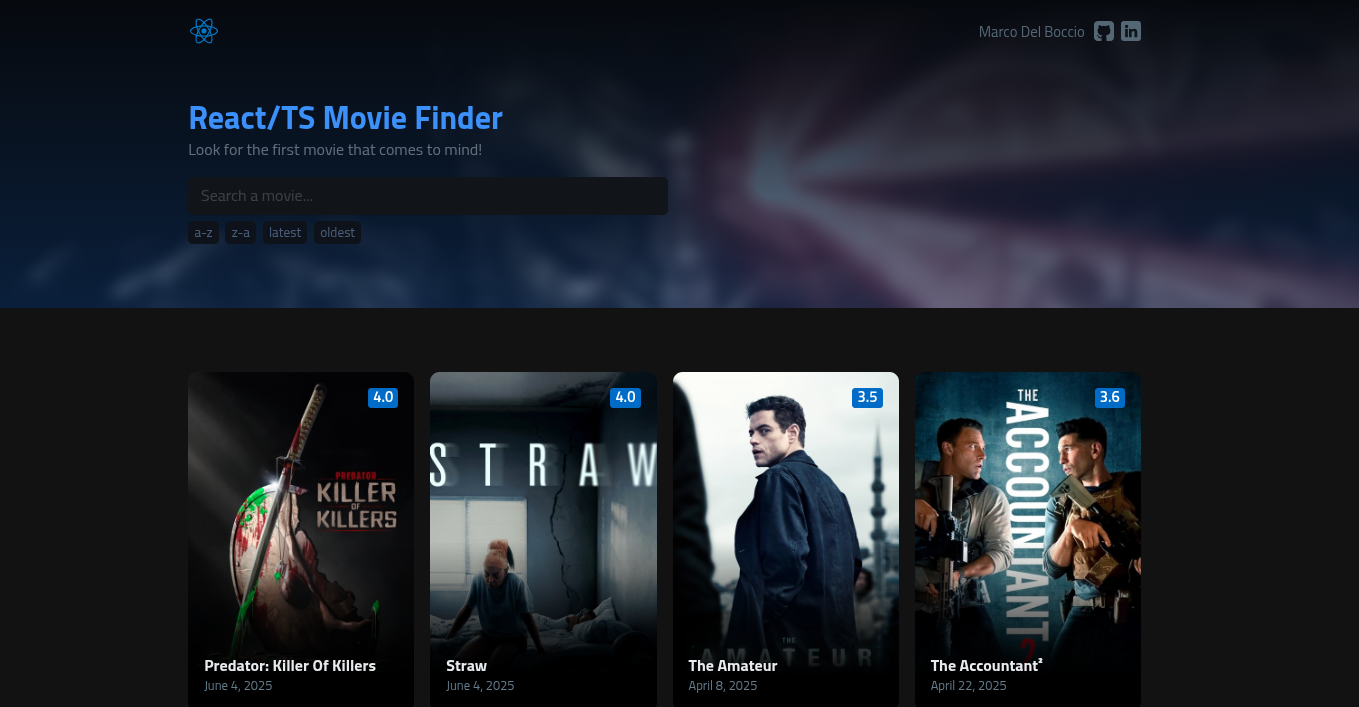 Marco Del Boccio
React/TS Movie Finder
Look for the first movie that comes to mind!
Search a movie...
a-z z-a latest oldest
4.0
PREDATOR
KILLER
OF
KILLERS
Predator: Killer Of Killers
June 4, 2025
4.0
STRAW
Straw
June 4, 2025
3.5
THE
AMATEUR
The Amateur
April 8, 2025
3.6
THE
ACCOUNTANT
2
The Accountant²
April 22, 2025